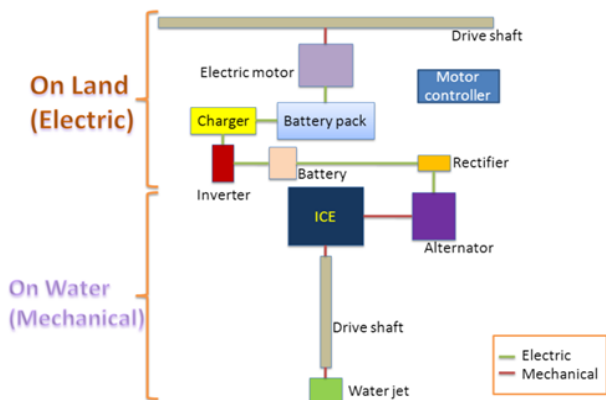 Drive shaft
On Land
(Electric)
Electric motor
Motor
controller
Charger
Battery pack
Rectifier
Battery
Inverter
ICE
Alternator
On Water
(Mechanical)
Drive shaft
Electric
Mechanical
Water jet